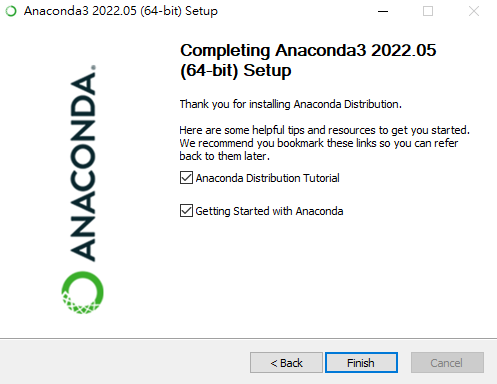 Anaconda3 2022.05 (64-bit) Setup
Completing Anaconda3 2022.05
(64-bit) Setup
Thank you for installing Anaconda Distribution.
Here are some helpful tips and resources to get you started.
We recommend you bookmark these links so you can refer
back to them later.
Anaconda Distribution Tutorial
Getting Started with Anaconda
ANACONDA.
< Back
Finish
Cancel